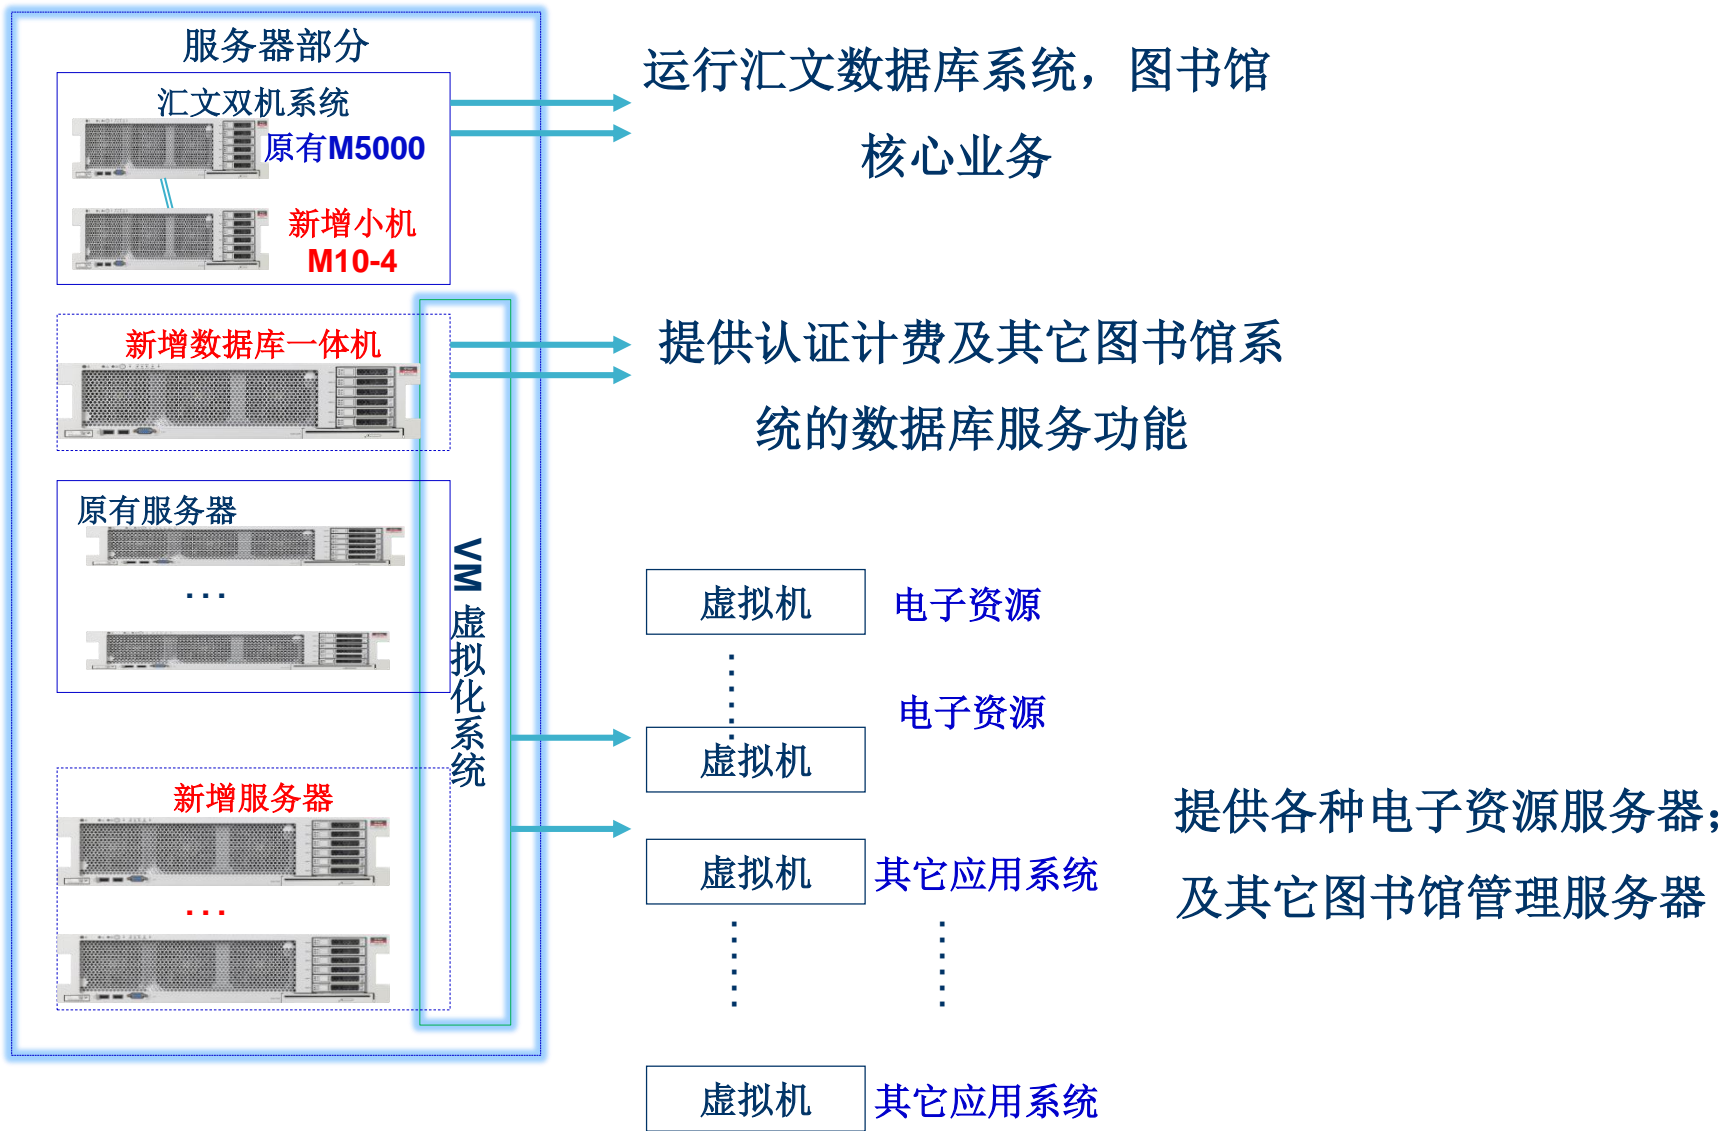 服务器部分
汇文双机系统
原有M5000
新增小机
M10-4
运行汇文数据库系统，图书馆
核心业务
新增数据库一体机
提供认证计费及其它图书馆系
统的数据库服务功能
原有服务器
...
VM虚拟化系统
新增服务器
...
虚拟机
电子资源
电子资源
虚拟机
虚拟机
其它应用系统
虚拟机
其它应用系统
提供各种电子资源服务器；
及其它图书馆管理服务器